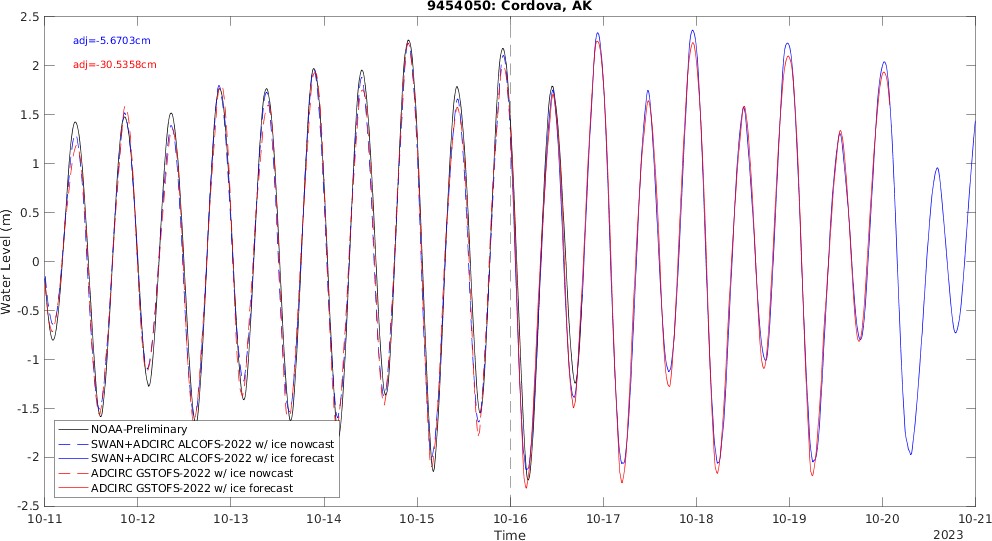 9454050: Cordova, AK
adj=-5.6703cm
adj=-30.5358cm
Water Level (m)
2.5
2
1.5
1
0.5
0
-0.5
-1
-1.5
-2
-2.5
NOAA-Preliminary
SWAN+ADCIRC ALCOFS-2022 w/ ice nowcast
SWAN+ADCIRC ALCOFS-2022 w/ ice forecast
ADCIRC GSTOFS-2022 w/ ice nowcast
ADCIRC GSTOFS-2022 w/ ice forecast
10-11 10-12 10-13 10-14 10-15 10-16 10-17 10-18 10-19 10-20 10-21
Time
2023